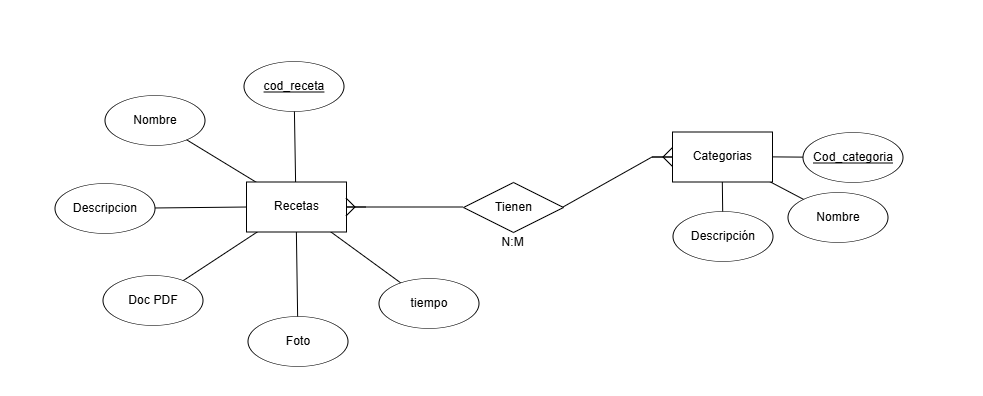 cod_receta
Nombre
Descripcion
Recetas
Doc PDF
Foto
tiempo
Tienen
N:M
Categorias
Cod_categoria
Nombre
Descripción